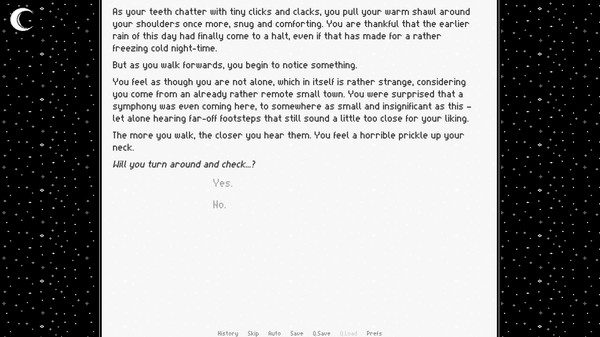 As your teeth chatter with tiny clicks and clacks, you pull your warm shawl around
your shoulders once more, snug and comforting. You are thankful that the earlier
rain of this day had finally come to a halt, even if that has made for a rather
freezing cold night-time.
But as you walk forwards, you begin to notice something.
You feel as though you are not alone, which in itself is rather strange, considering
you come from an already rather remote small town. You were surprised that a
symphony was even coming here, to somewhere as small and insignificant as this –
let alone hearing far-off footsteps that still sound a little too close for your liking.
The more you walk, the closer you hear them. You feel a horrible prickle up your
neck.
Will you turn around and check...?
Yes.
No.
History Skip Auto Save Q.Save Q.Load Prefs